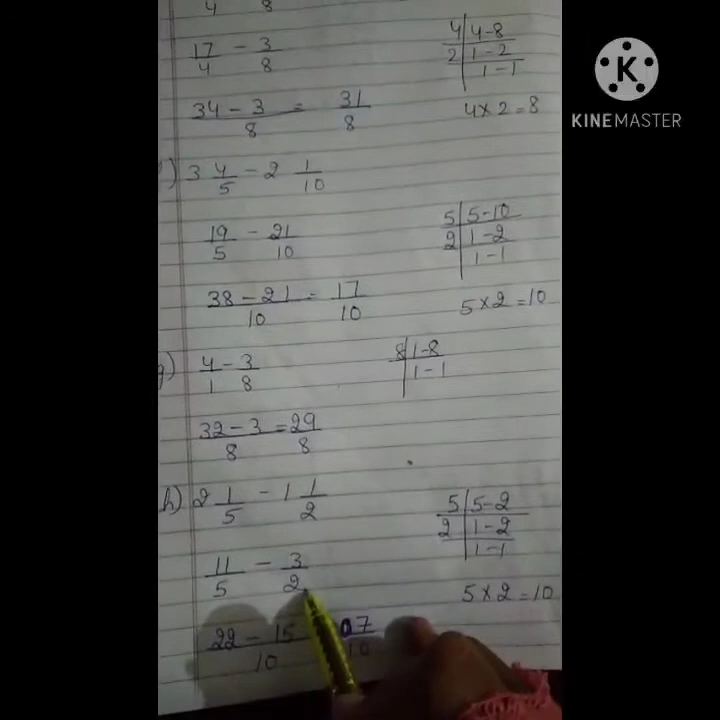 4 8
17/4 - 3/8
4 | 4-8
2 | 1-2
1-1
34-3/8 = 31/8
4×2=8
) 3 4/5 - 2 1/10
19/5 - 21/10
5 | 5-10
2 | 1-2
1-1
38-21/10 = 17/10
5×2=10
g) 4/1 - 3/8
8 | 1-8
1-1
32-3/8 = 29/8
h) 2 1/5 - 1 1/2
5 | 5-2
2 | 1-2
1-1
11/5 - 3/2
5×2=10
22-15/10 07/10
K
KINEMASTER